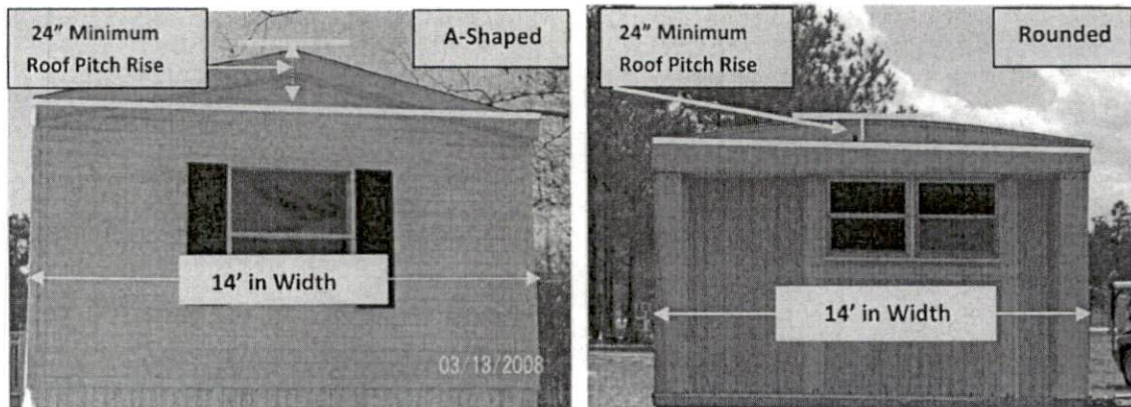 24” Minimum
Roof Pitch Rise
A-Shaped
14’ in Width
03/13/2008
24” Minimum
Roof Pitch Rise
Rounded
14’ in Width